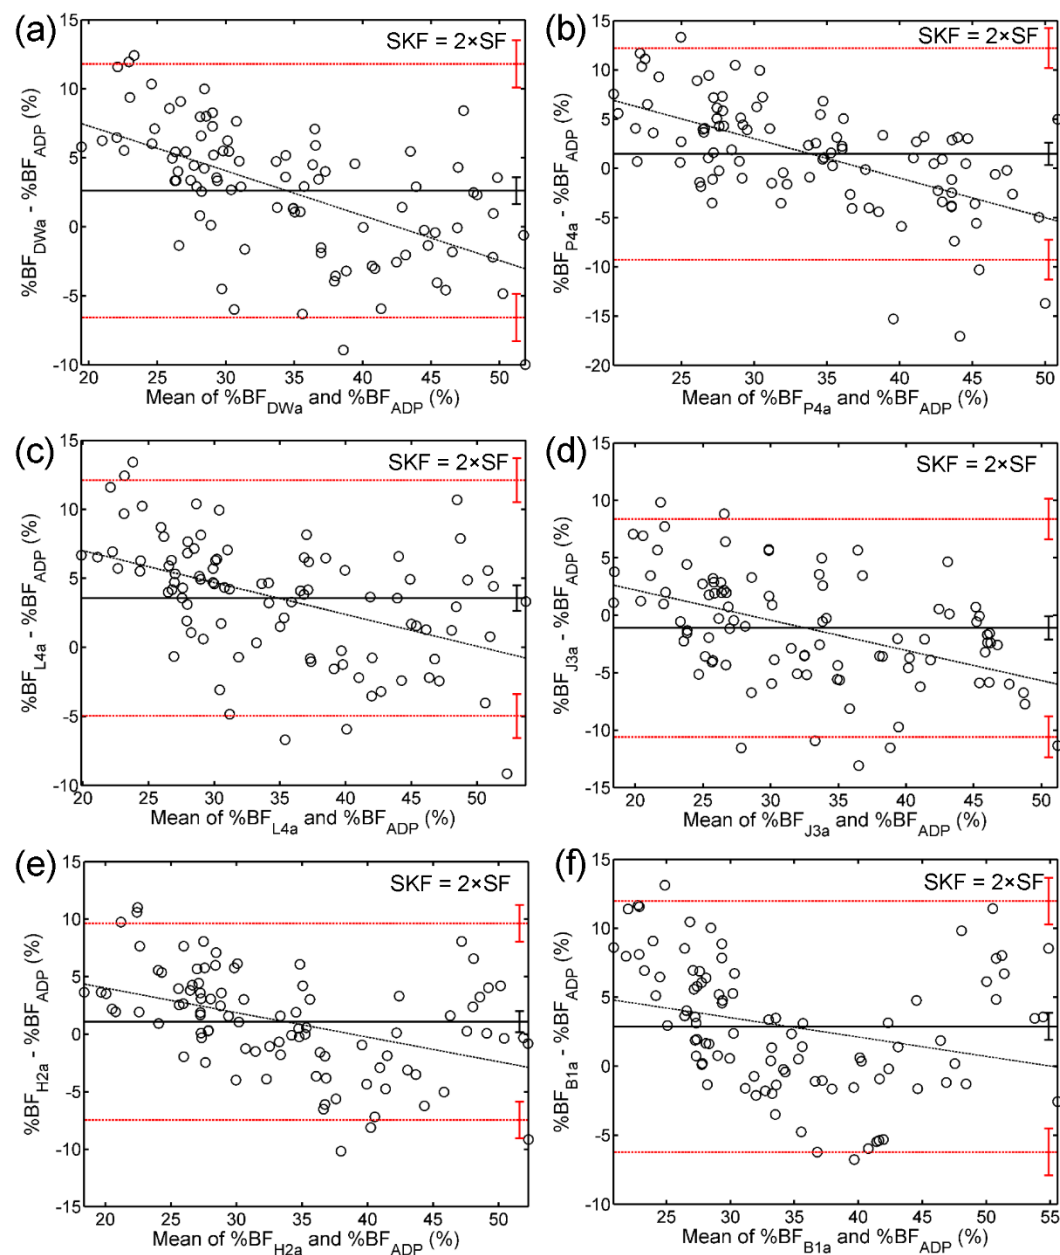 (a)
SKF = 2×SF
%BF_DWa - %BF_ADP (%)
15
10
5
0
-5
-10
20 25 30 35 40 45 50
Mean of %BF_DWa and %BF_ADP (%)
(b)
SKF = 2×SF
%BF_P4a - %BF_ADP (%)
15
10
5
0
-5
-10
-15
-20
25 30 35 40 45 50
Mean of %BF_P4a and %BF_ADP (%)
(c)
SKF = 2×SF
%BF_L4a - %BF_ADP (%)
15
10
5
0
-5
-10
20 25 30 35 40 45 50
Mean of %BF_L4a and %BF_ADP (%)
(d)
SKF = 2×SF
%BF_J3a - %BF_ADP (%)
15
10
5
0
-5
-10
-15
20 25 30 35 40 45 50
Mean of %BF_J3a and %BF_ADP (%)
(e)
SKF = 2×SF
%BF_H2a - %BF_ADP (%)
15
10
5
0
-5
-10
-15
20 25 30 35 40 45 50
Mean of %BF_H2a and %BF_ADP (%)
(f)
SKF = 2×SF
%BF_B1a - %BF_ADP (%)
15
10
5
0
-5
-10
25 30 35 40 45 50 55
Mean of %BF_B1a and %BF_ADP (%)